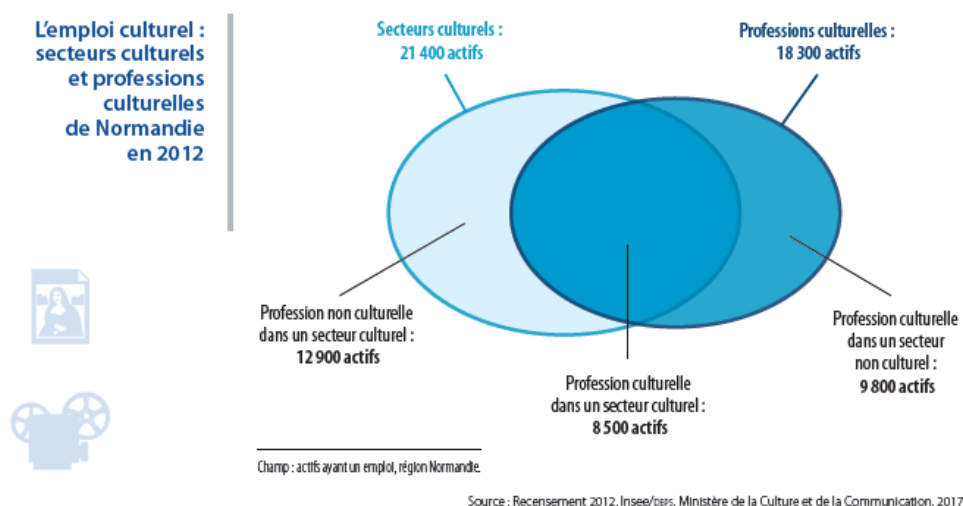 L'emploi culturel :
secteurs culturels
et professions
culturelles
de Normandie
en 2012
Secteurs culturels :
21 400 actifs
Professions culturelles :
18 300 actifs
Profession non culturelle
dans un secteur culturel :
12 900 actifs
Profession culturelle
dans un secteur culturel :
8 500 actifs
Profession culturelle
dans un secteur
non culturel :
9 800 actifs
Champ : actifs ayant un emploi, région Normandie.
Source : Recensement 2012, Insee/DEPS, Ministère de la Culture et de la Communication, 2017